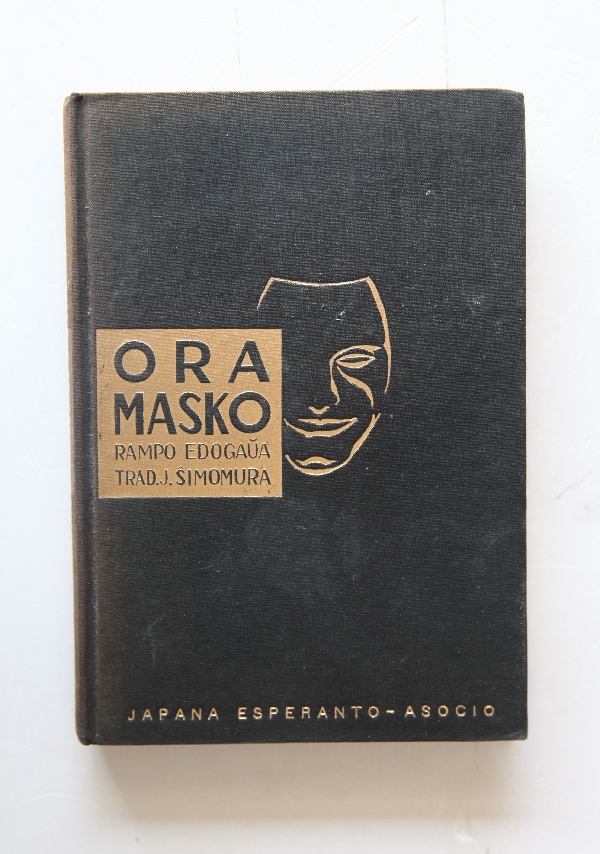 ORA
MASKO
RAMPO EDOGAŬA
TRAD. J. ŜIMOMURA
JAPANA ESPERANTO-ASOCIO